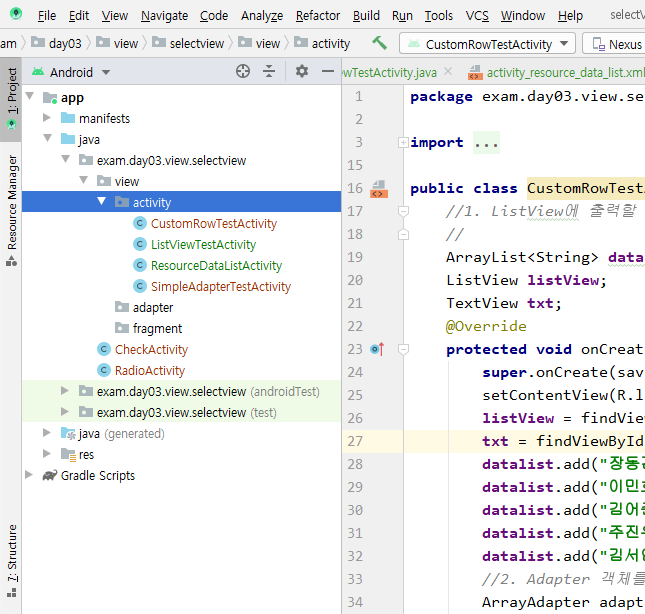 File Edit View Navigate Code Analyze Refactor Build Run Tools VCS Window Help selectV
am day03 view selectview view activity CustomRowTestActivity Nexus
1: Project
Resource Manager
7: Structure
Android
app
manifests
java
exam.day03.view.selectview
view
activity
CustomRowTestActivity
ListViewTestActivity
ResourceDataListActivity
SimpleAdapterTestActivity
adapter
fragment
CheckActivity
RadioActivity
exam.day03.view.selectview (androidTest)
exam.day03.view.selectview (test)
java (generated)
res
Gradle Scripts
owTestActivity.java activity_resource_data_list.xml
1 package exam.day03.view.se
2
3 import ...
15
16 public class CustomRowTest
17 //1. ListView에 출력할
18 //
19 ArrayList<String> data
20 ListView listView;
21 TextView txt;
22 @Override
23 protected void onCreat
24 super.onCreate(sav
25 setContentView(R.l
26 listView = findVie
27 txt = findViewById
28 datalist.add("장동
29 datalist.add("이민
30 datalist.add("김
31 datalist.add("주진
32 datalist.add("김서
33 //2. Adapter 객체를
34 ArrayAdapter adapt